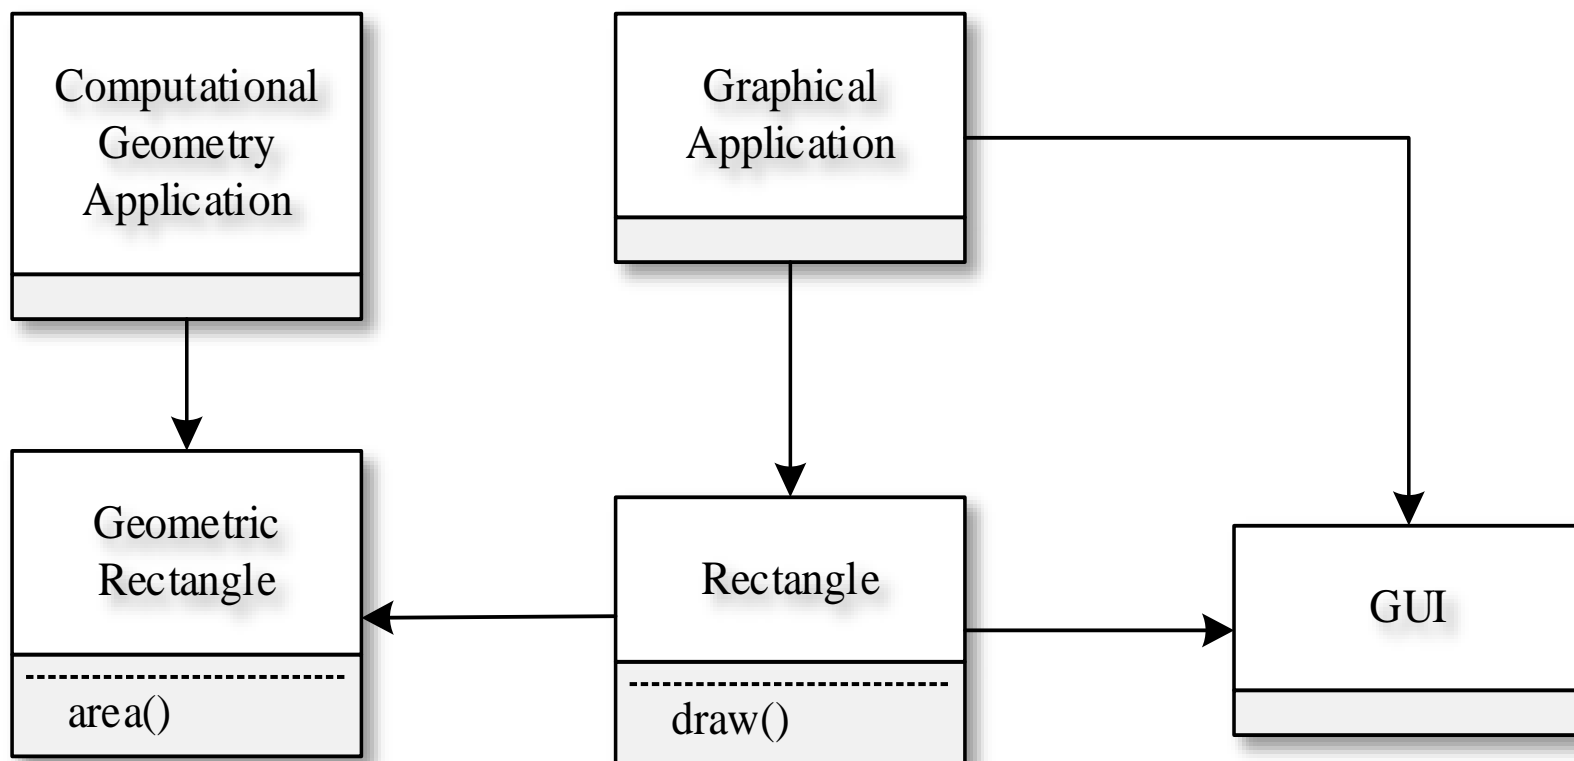 Computational
Geometry
Application
Graphical
Application
Geometric
Rectangle
area()
Rectangle
draw()
GUI